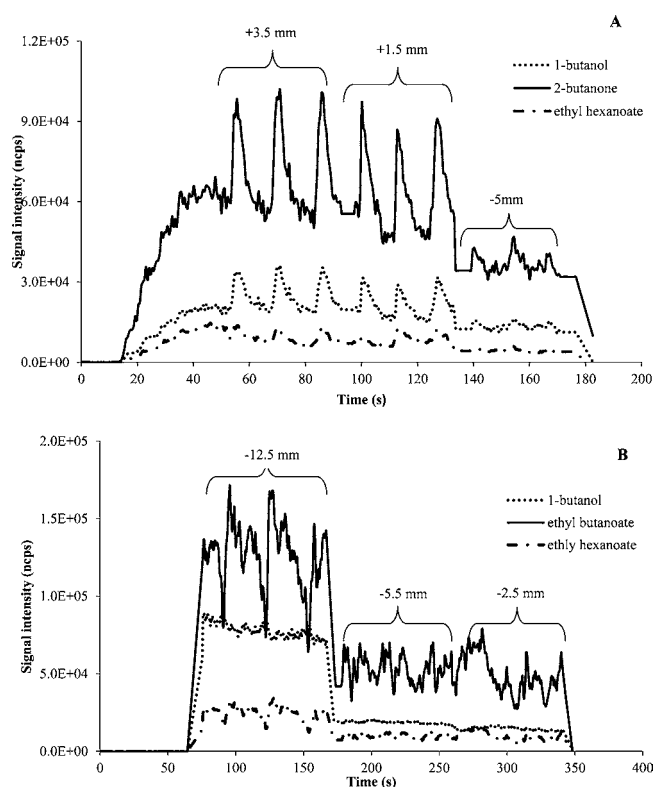 A
1.2E+05
9.0E+04
6.0E+04
3.0E+04
0.0E+00
Signal intensity (ncps)
+3.5 mm
+1.5 mm
-5mm
1-butanol
2-butanone
ethyl hexanoate
0 20 40 60 80 100 120 140 160 180 200
Time (s)
B
2.0E+05
1.5E+05
1.0E+05
5.0E+04
0.0E+00
Signal intensity (ncps)
-12.5 mm
-5.5 mm
-2.5 mm
1-butanol
ethyl butanoate
ethly hexanoate
0 50 100 150 200 250 300 350 400
Time (s)